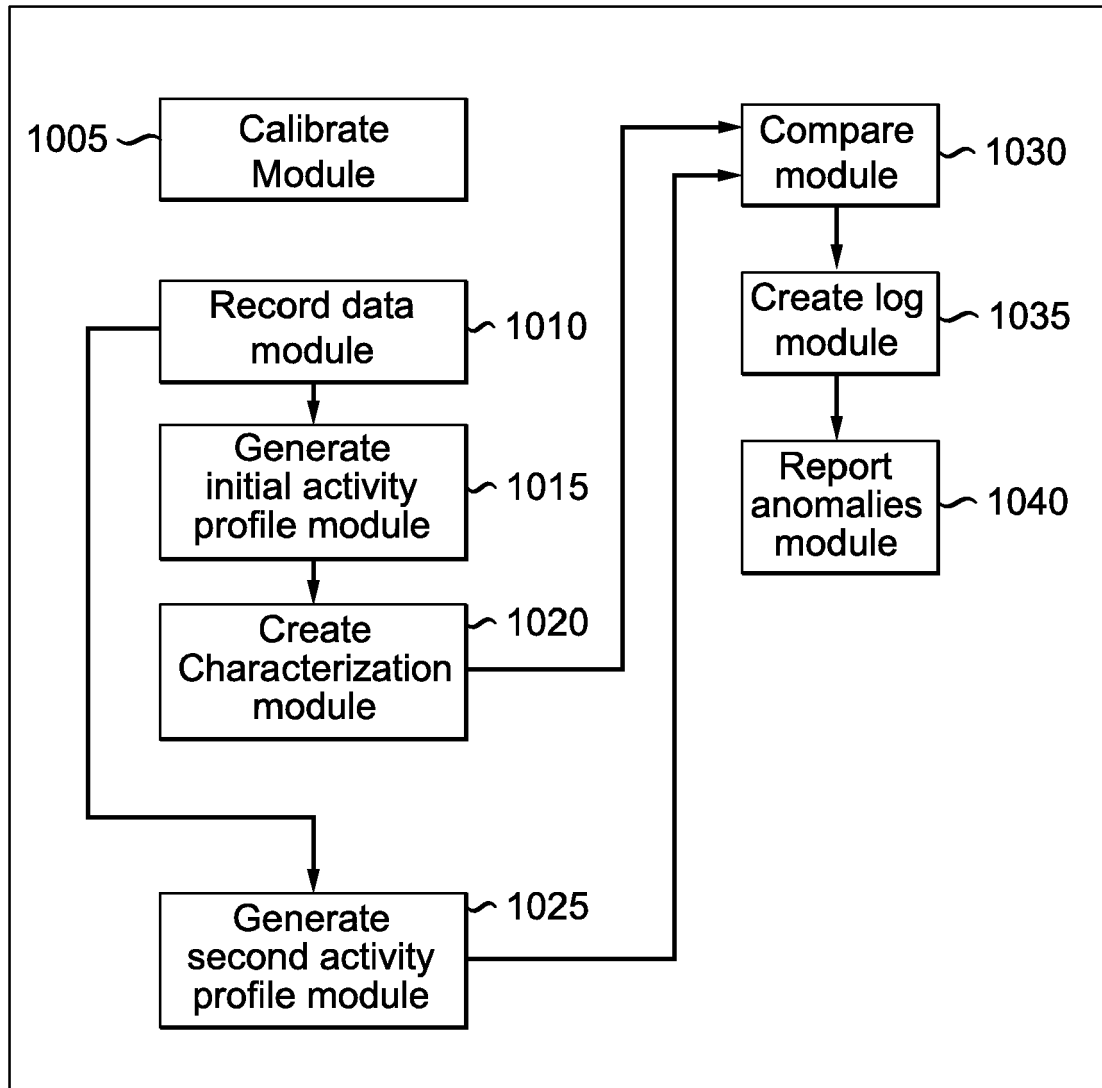 1005
Calibrate
Module
Record data
module
1010
Generate
initial activity
profile module
1015
Create
Characterization
module
1020
Generate
second activity
profile module
1025
Compare
module
1030
Create log
module
1035
Report
anomalies
module
1040